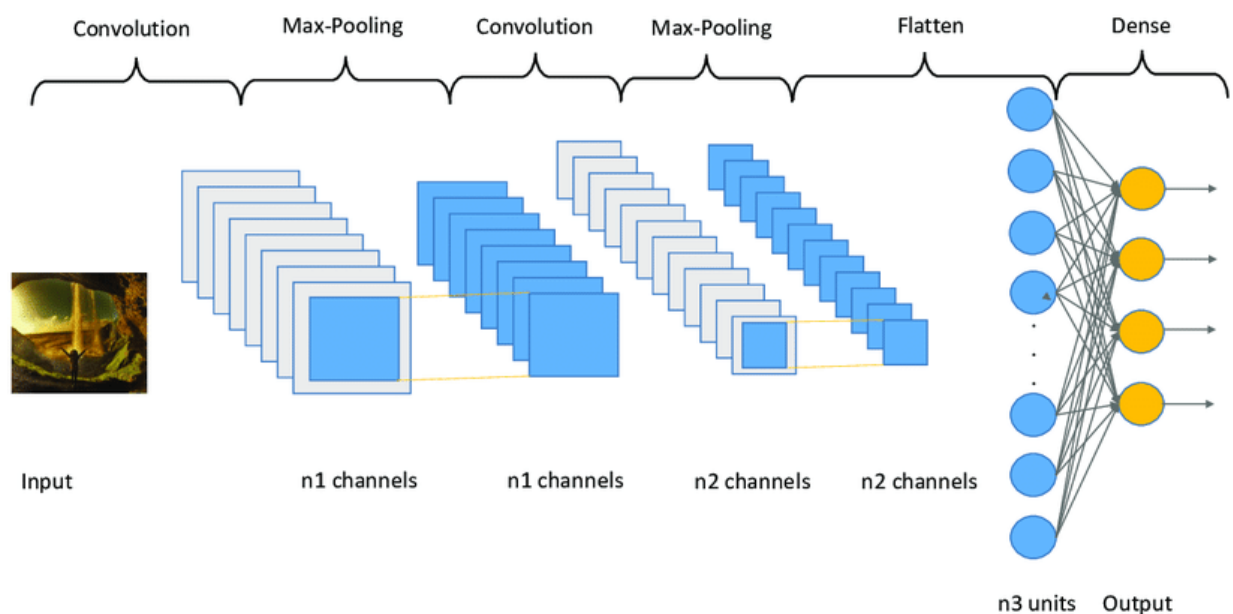 Convolution
Max-Pooling
Convolution
Max-Pooling
Flatten
Dense
Input
n1 channels
n1 channels
n2 channels
n2 channels
n3 units
Output